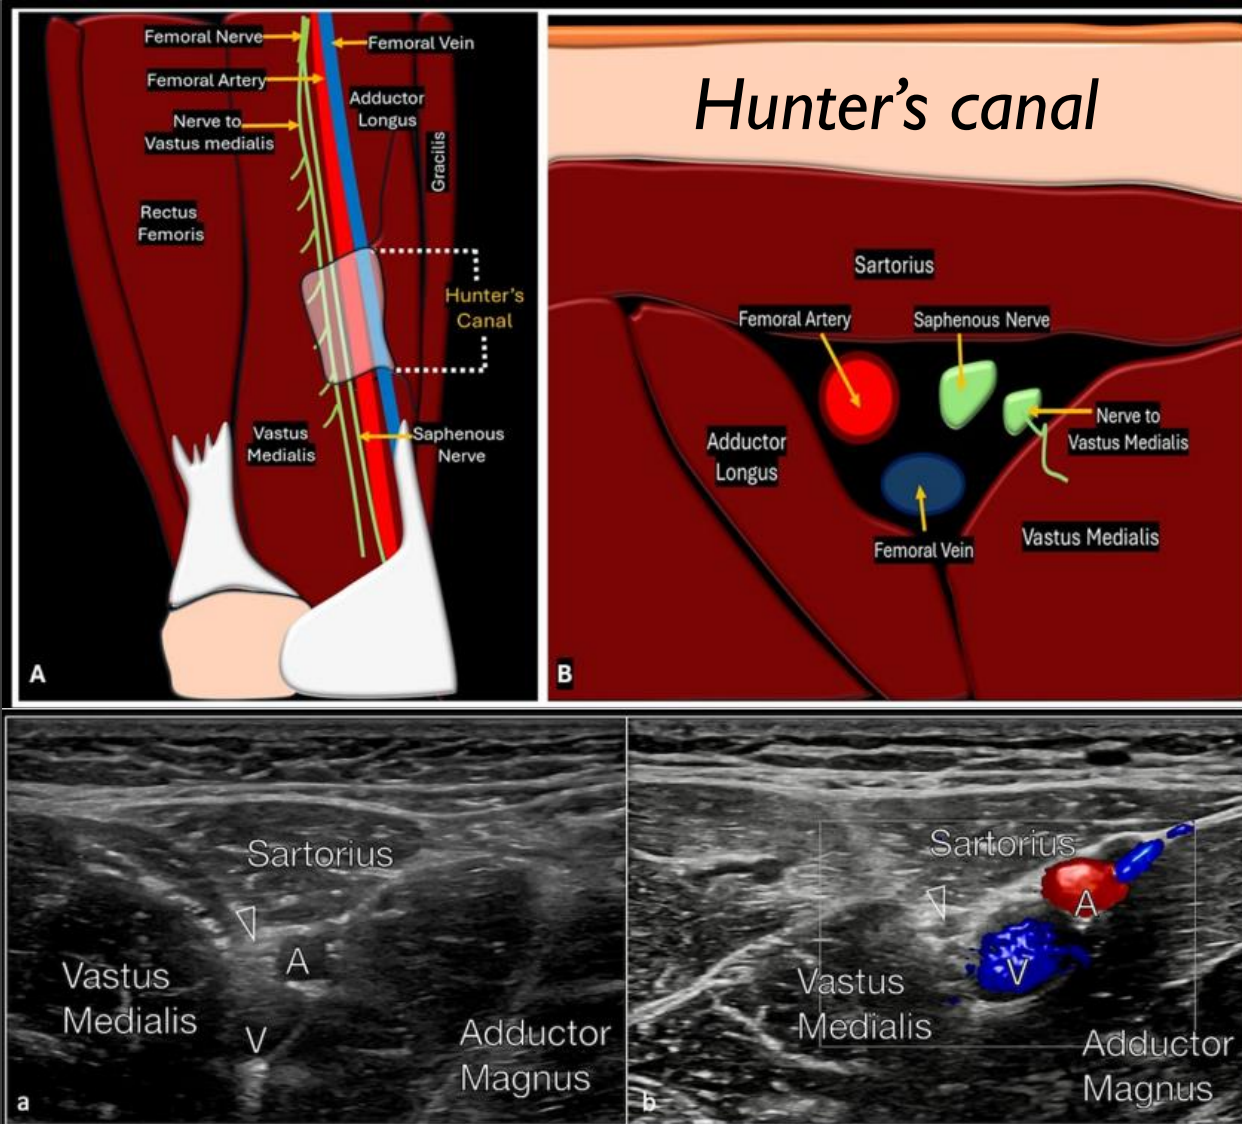 Femoral Nerve
Femoral Vein
Femoral Artery
Adductor
Longus
Nerve to
Vastus medialis
Gracilis
Rectus
Femoris
Hunter's
Canal
Vastus
Medialis
Saphenous
Nerve
A
Hunter's canal
Sartorius
Femoral Artery
Saphenous Nerve
Nerve to
Vastus Medialis
Adductor
Longus
Vastus Medialis
Femoral Vein
B
Sartorius
A
Vastus
Medialis
V
Adductor
Magnus
a
Sartorius
A
V
Vastus
Medialis
Adductor
Magnus
b